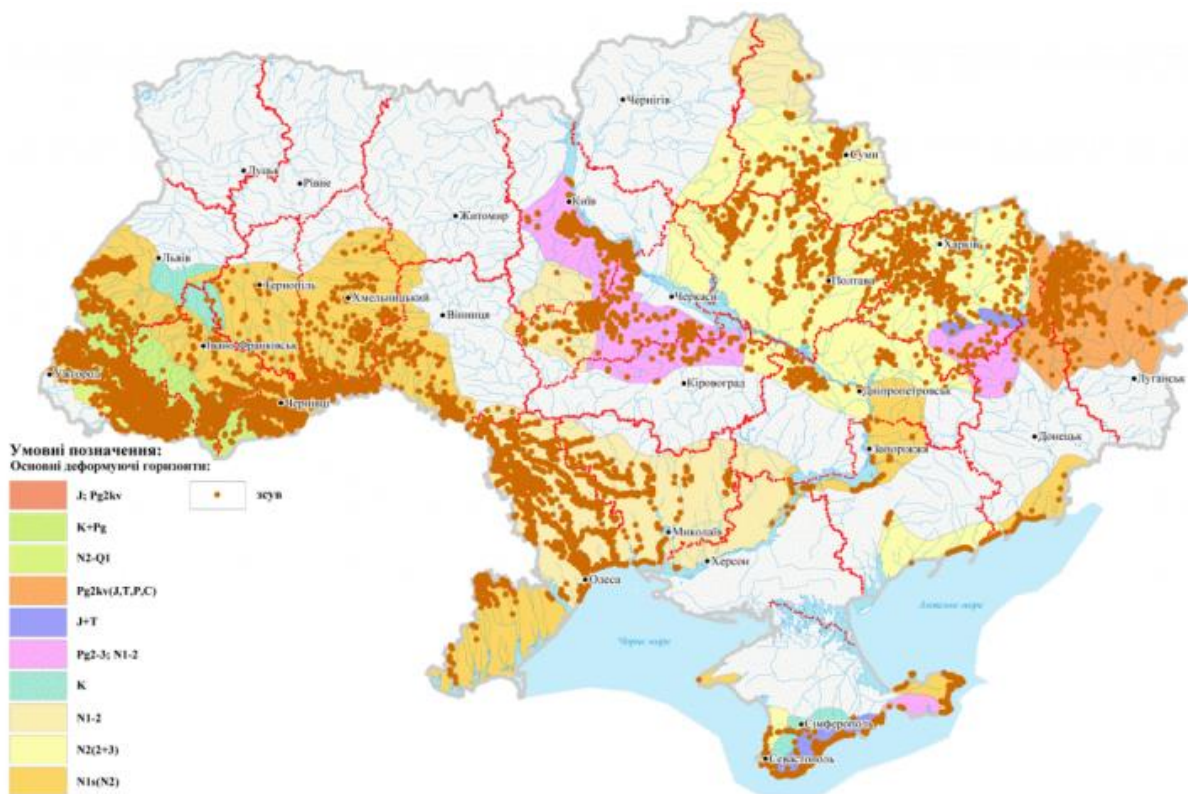 Чернігів
Суми
Луцьк
Рівне
Київ
Житомир
Львів
Харків
Тернопіль
Полтава
Хмельницький
Черкаси
Вінниця
Івано-Франківськ
Ужгород
Кіровоград
Луганськ
Дніпропетровськ
Чернівці
Донецьк
Запоріжжя
Умовні позначення:
Основні деформуючі горизонти:
J; Pg2kv
зсув
K+Pg
Миколаїв
N2-Q1
Херсон
Одеса
Pg2kv(J,T,P,C)
Азовське море
J+T
Чорне море
Pg2-3; N1-2
K
N1-2
Сімферополь
N2(2+3)
Севастополь
N1s(N2)